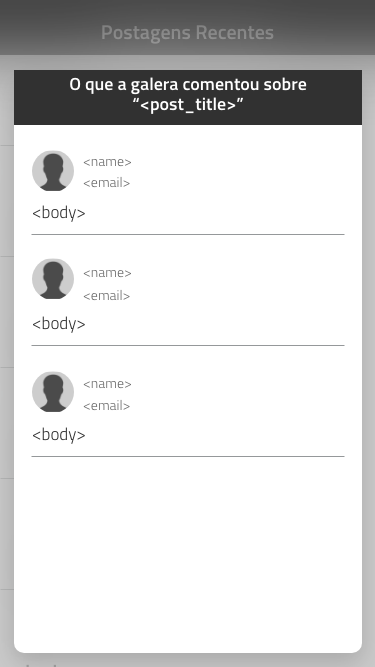 Postagens Recentes
O que a galera comentou sobre
“<post_title>”
<name>
<email>
<body>
<name>
<email>
<body>
<name>
<email>
<body>